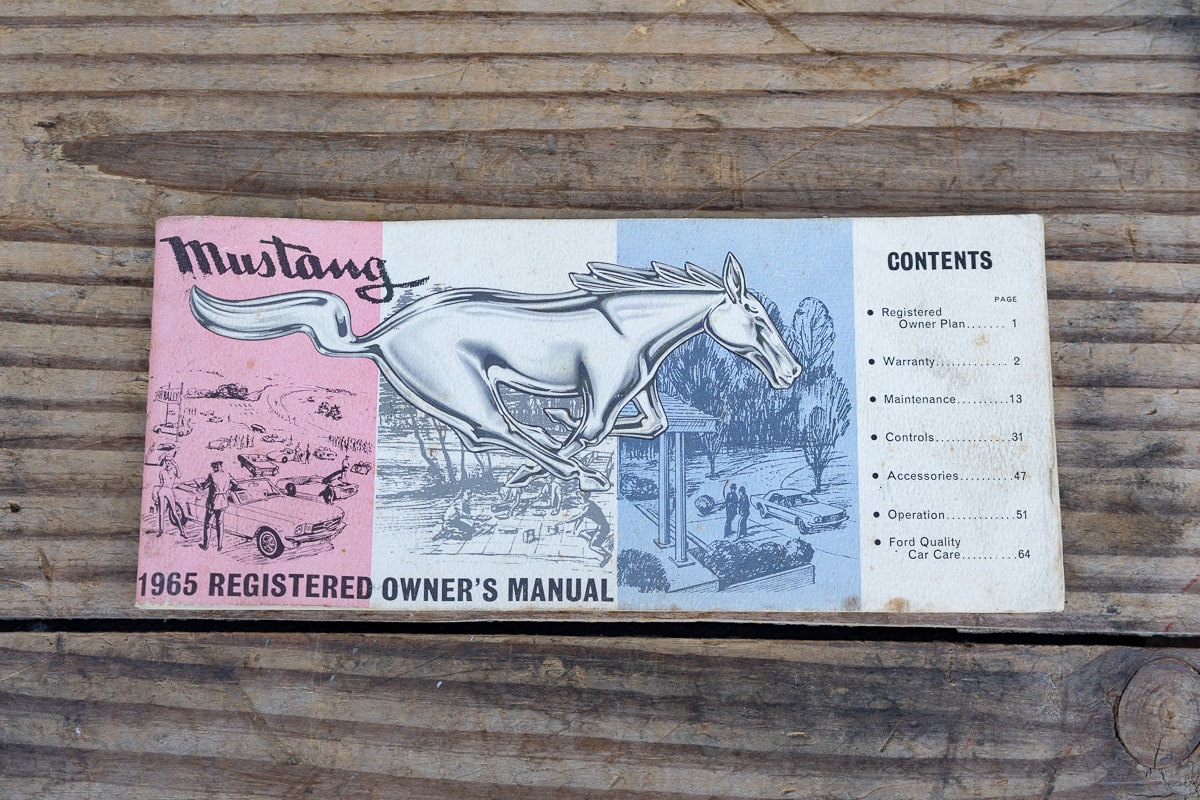 Mustang
RALLY
1965 REGISTERED OWNER'S MANUAL
CONTENTS
PAGE
• Registered
Owner Plan....... 1
• Warranty............. 2
• Maintenance..........13
• Controls..............31
• Accessories..........47
• Operation.............51
• Ford Quality
Car Care..........64